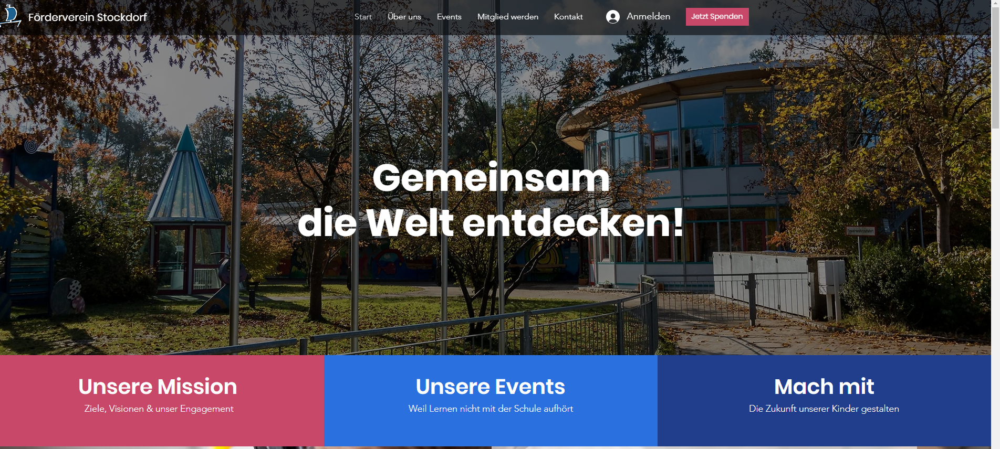 Förderverein Stockdorf
Start
Über uns
Events
Mitglied werden
Kontakt
Anmelden
Jetzt Spenden
Gemeinsam
die Welt entdecken!
Feuerwehrzufahrt
Unsere Mission
Ziele, Visionen & unser Engagement
Unsere Events
Weil Lernen nicht mit der Schule aufhört
Mach mit
Die Zukunft unserer Kinder gestalten